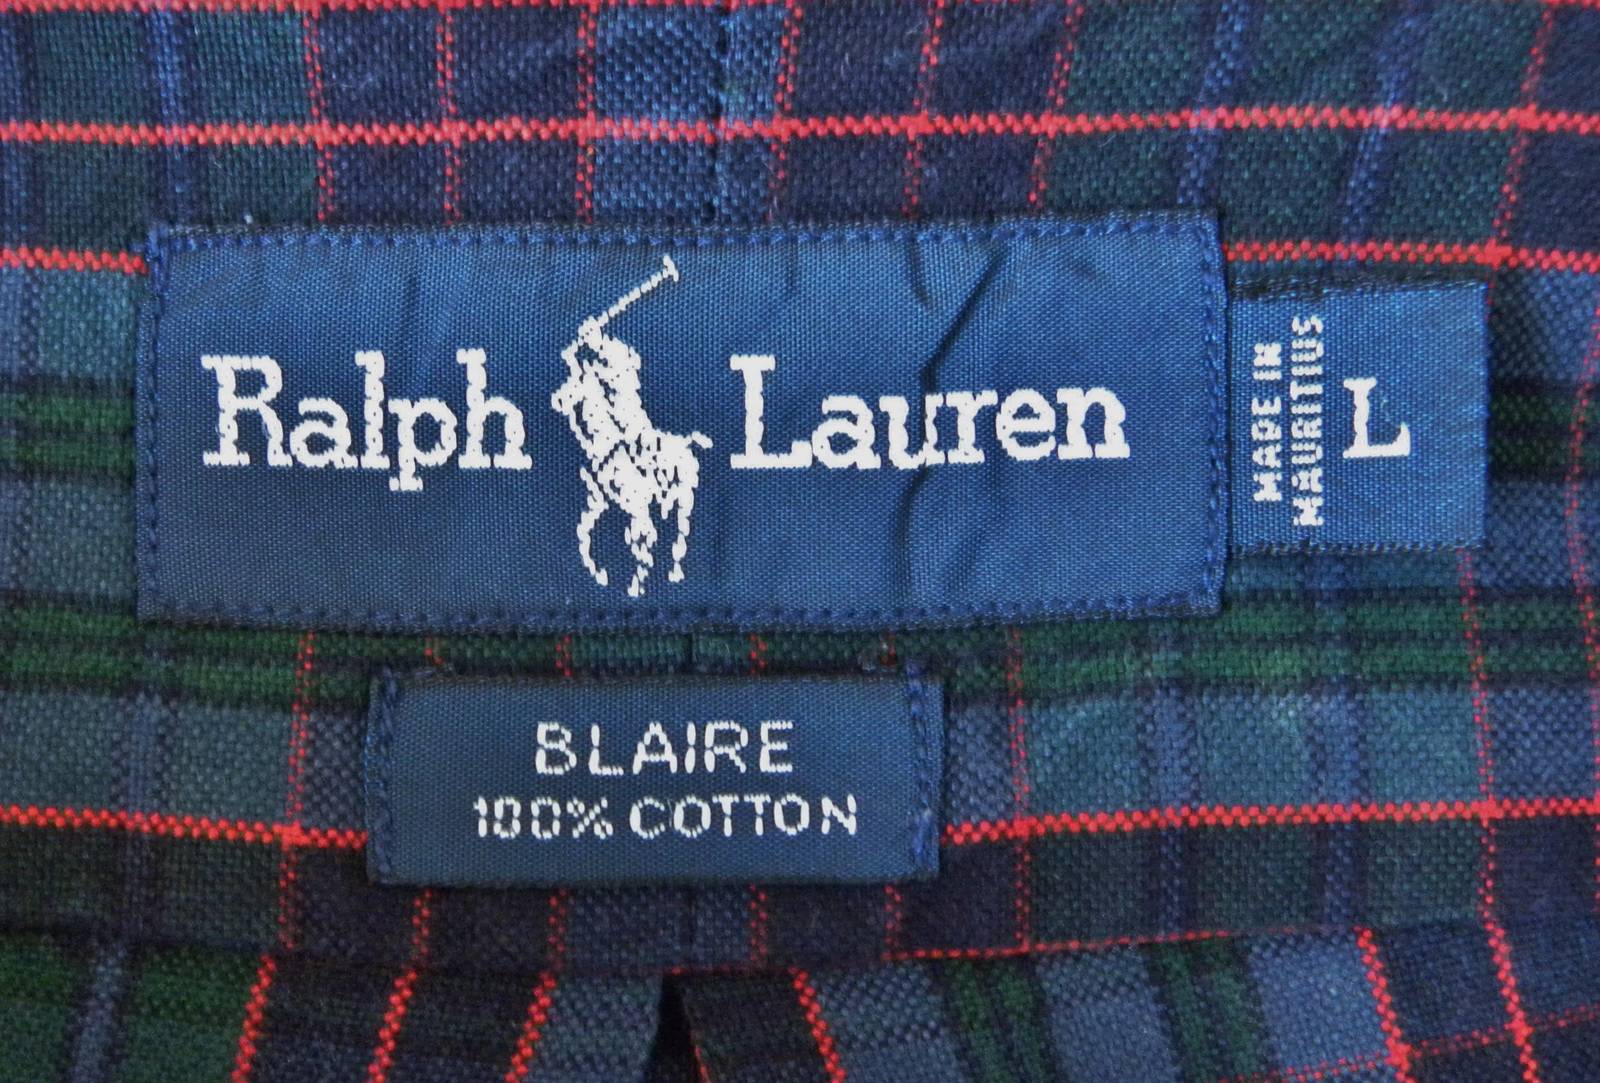 Ralph Lauren
MADE IN
MAURITIUS
L
BLAIRE
100% COTTON